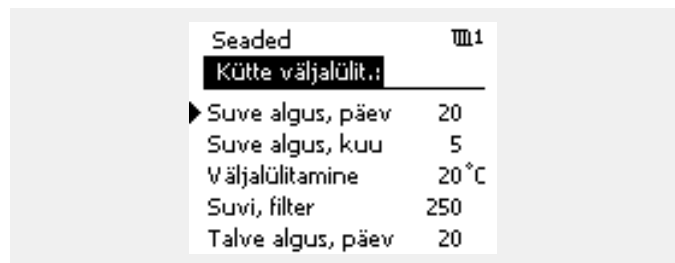 Seaded 1
Kütte väljalülit.:
Suve algus, päev 20
Suve algus, kuu 5
Väljalülitamine 20 °C
Suvi, filter 250
Talve algus, päev 20